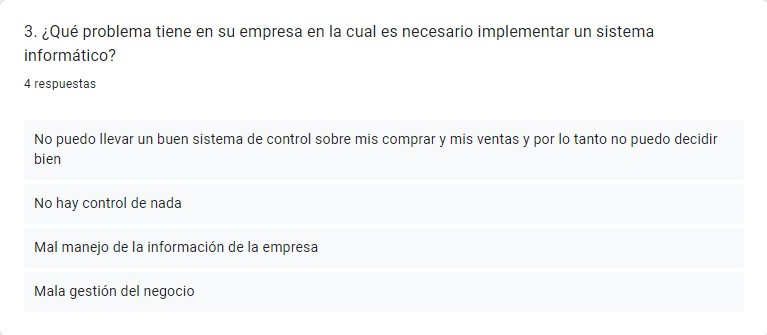 3. ¿Qué problema tiene en su empresa en la cual es necesario implementar un sistema
informático?
4 respuestas
No puedo llevar un buen sistema de control sobre mis comprar y mis ventas y por lo tanto no puedo decidir
bien
No hay control de nada
Mal manejo de la información de la empresa
Mala gestión del negocio